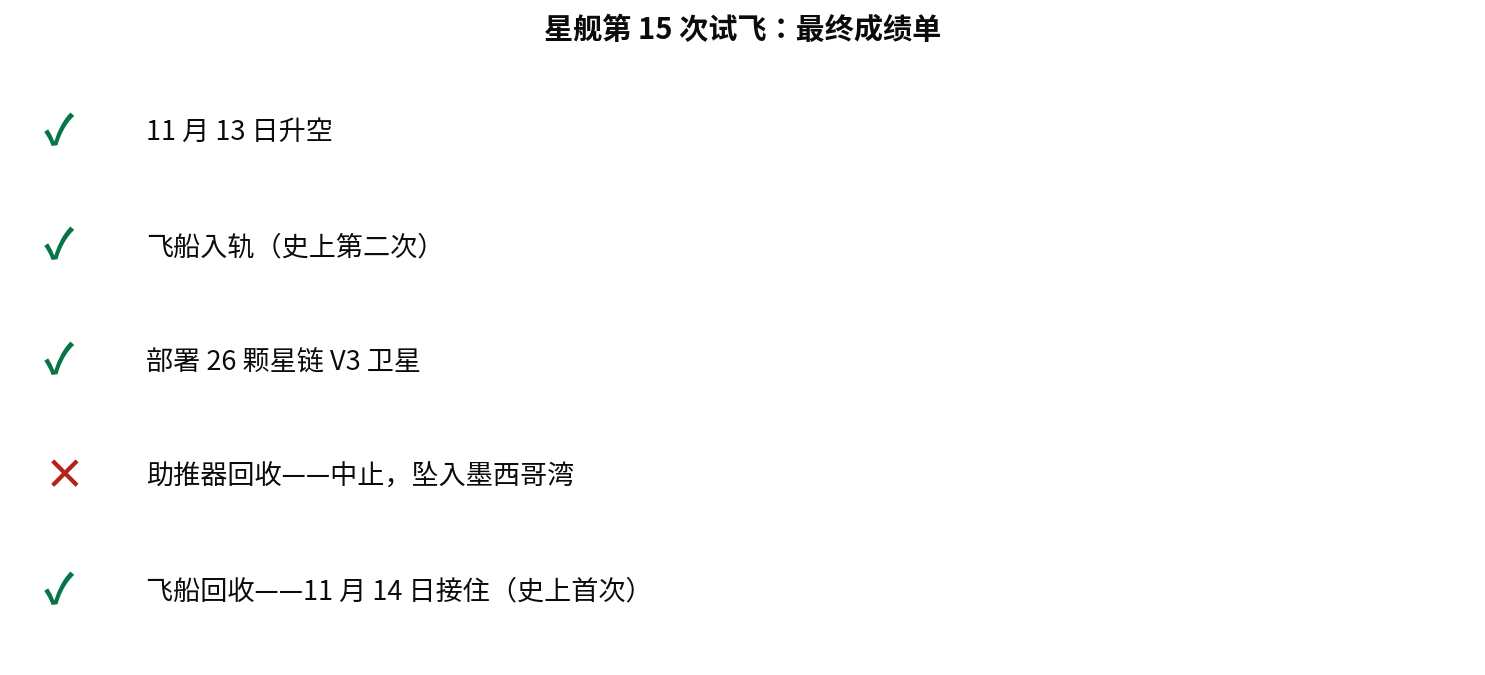 星舰第 15 次试飞：最终成绩单
✓ 11 月 13 日升空
✓ 飞船入轨（史上第二次）
✓ 部署 26 颗星链 V3 卫星
✕ 助推器回收——中止，坠入墨西哥湾
✓ 飞船回收——11 月 14 日接住（史上首次）